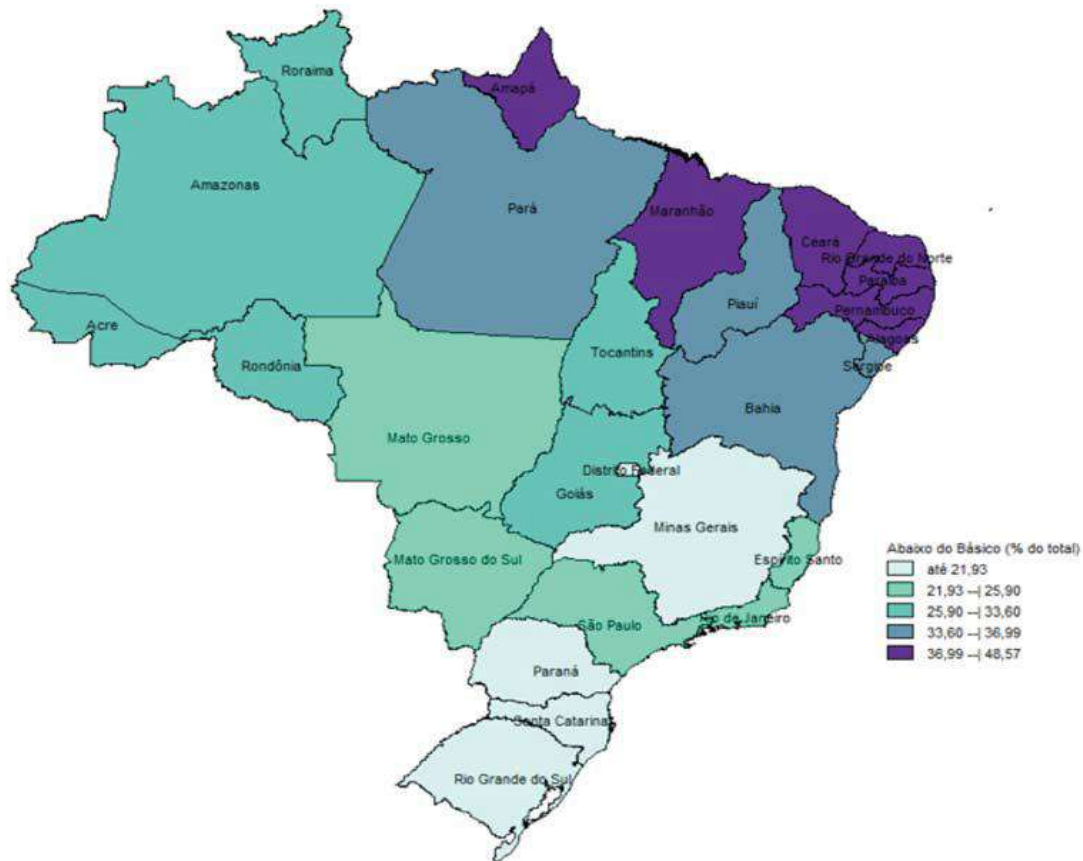 Roraima
Amapá
Amazonas
Pará
Maranhão
Ceará
Rio Grande do Norte
Paraíba
Piauí
Pernambuco
Alagoas
Acre
Rondônia
Tocantins
Sergipe
Bahia
Mato Grosso
Distrito Federal
Goiás
Minas Gerais
Mato Grosso do Sul
Espírito Santo
São Paulo
Rio de Janeiro
Paraná
Santa Catarina
Rio Grande do Sul
Abaixo do Básico (% do total)
até 21,93
21,93 --| 25,90
25,90 --| 33,60
33,60 --| 36,99
36,99 --| 48,57